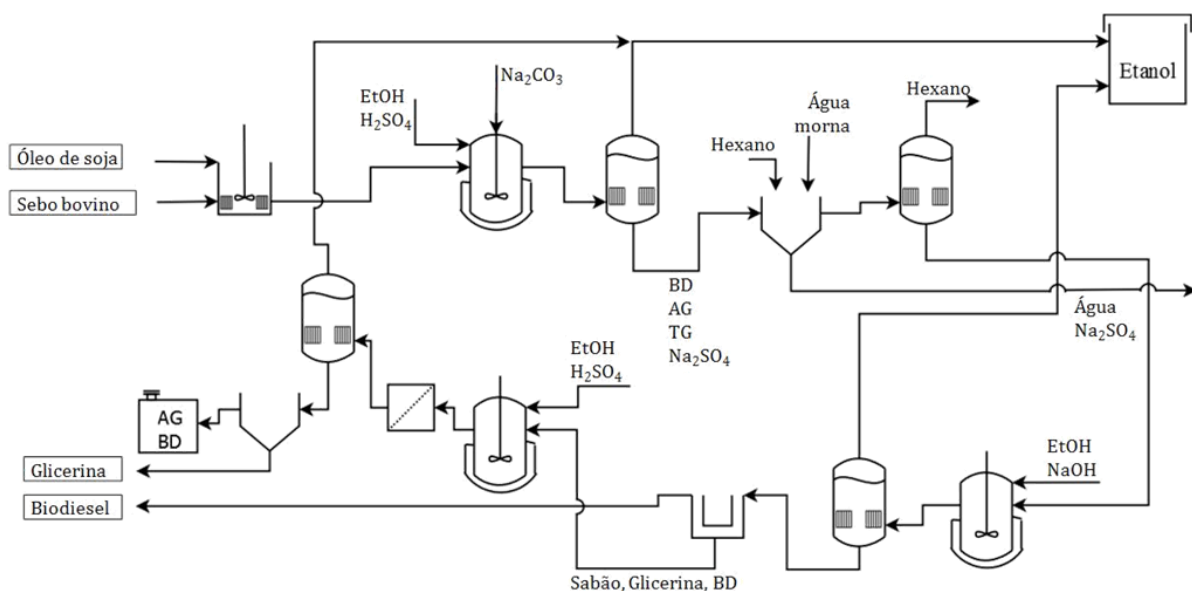 Na₂CO₃
EtOH
H₂SO₄
Etanol
Hexano
Água
morna
Hexano
Óleo de soja
Sebo bovino
BD
AG
TG
Na₂SO₄
Água
Na₂SO₄
EtOH
H₂SO₄
AG
BD
EtOH
NaOH
Glicerina
Biodiesel
Sabão, Glicerina, BD